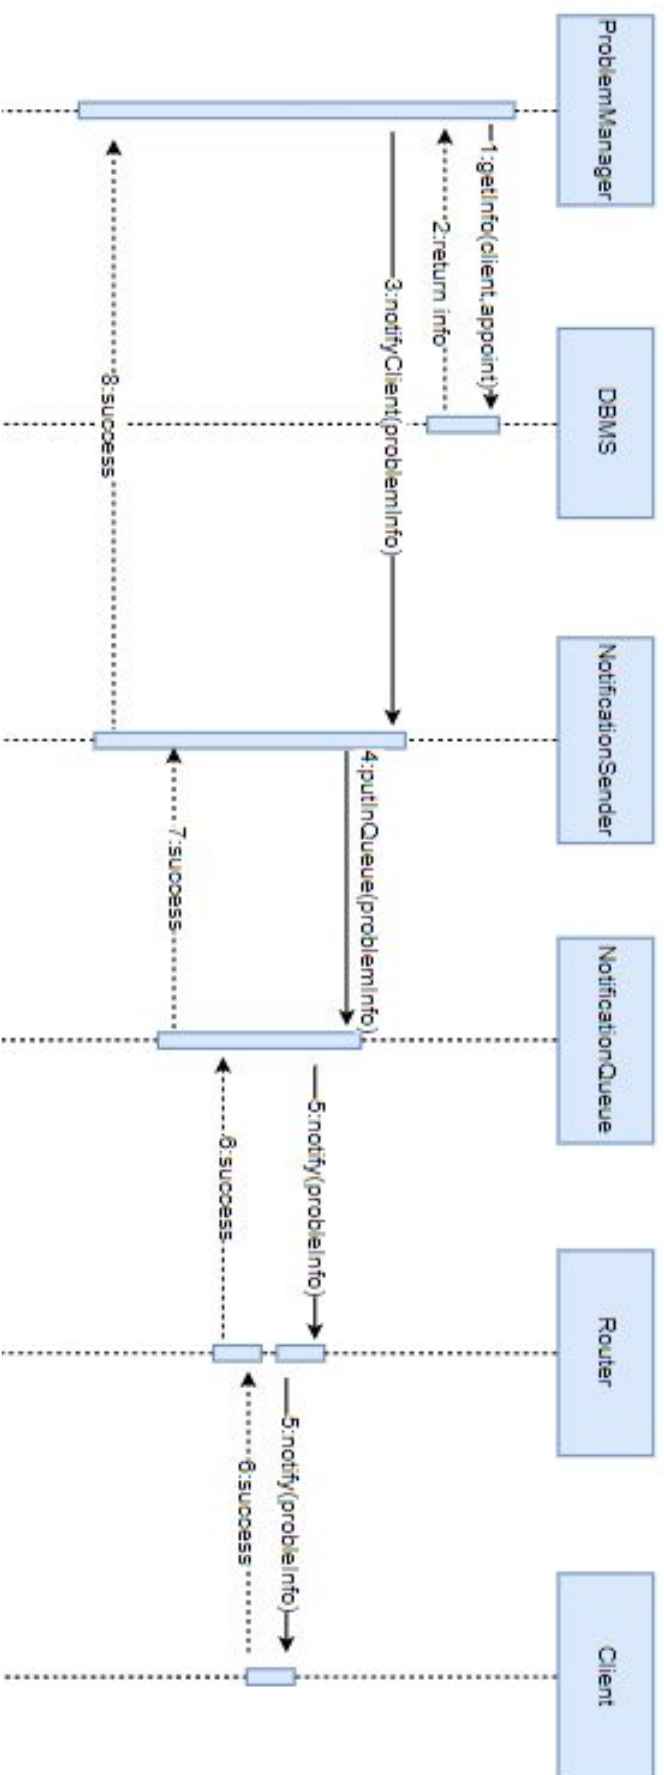 ProblemManager
DBMS
NotificationSender
NotificationQueue
Router
Client
1:getInfo(client,appoint)
2:return info
3:notifyClient(problemInfo)
4:putInQueue(problemInfo)
5:notify(probleInfo)
5:notify(probleInfo)
6:success
6:success
7:success
8:success